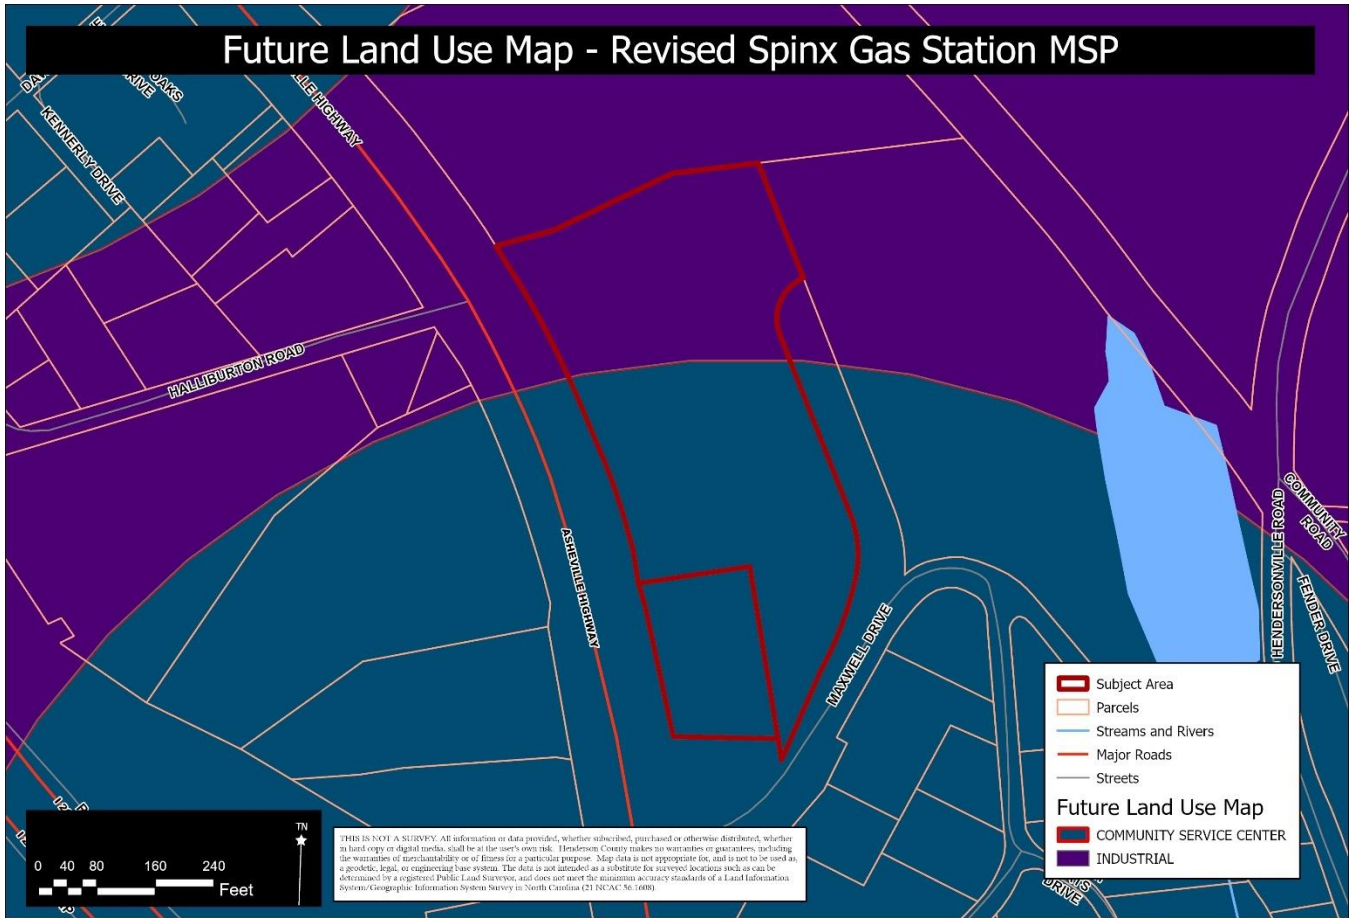 Future Land Use Map - Revised Spinx Gas Station MSP
OAKS
DRIVE
KENNERLY DRIVE
HIGHWAY
HALLIBURTON ROAD
ASHEVILLE HIGHWAY
MAXWELL DRIVE
HENDERSONVILLE ROAD
COMMUNITY
ROAD
FENDER DRIVE
DRIVE
Subject Area
Parcels
Streams and Rivers
Major Roads
Streets
Future Land Use Map
COMMUNITY SERVICE CENTER
INDUSTRIAL
TN
0 40 80 160 240
Feet
THIS IS NOT A SURVEY. All information or data provided, whether subscribed, purchased or otherwise distributed, whether
in hard copy or digital media, shall be at the user's own risk. Henderson County makes no warranties or guarantees, including
the warranties of merchantability or of fitness for a particular purpose. Map data is not appropriate for, and is not to be used as,
a geodetic, legal, or engineering base system. The data is not intended as a substitute for surveyed locations such as can be
determined by a registered Public Land Surveyor, and does not meet the minimum accuracy standards of a Land Information
System/Geographic Information System Survey in North Carolina (21 NCAC 56.1608)